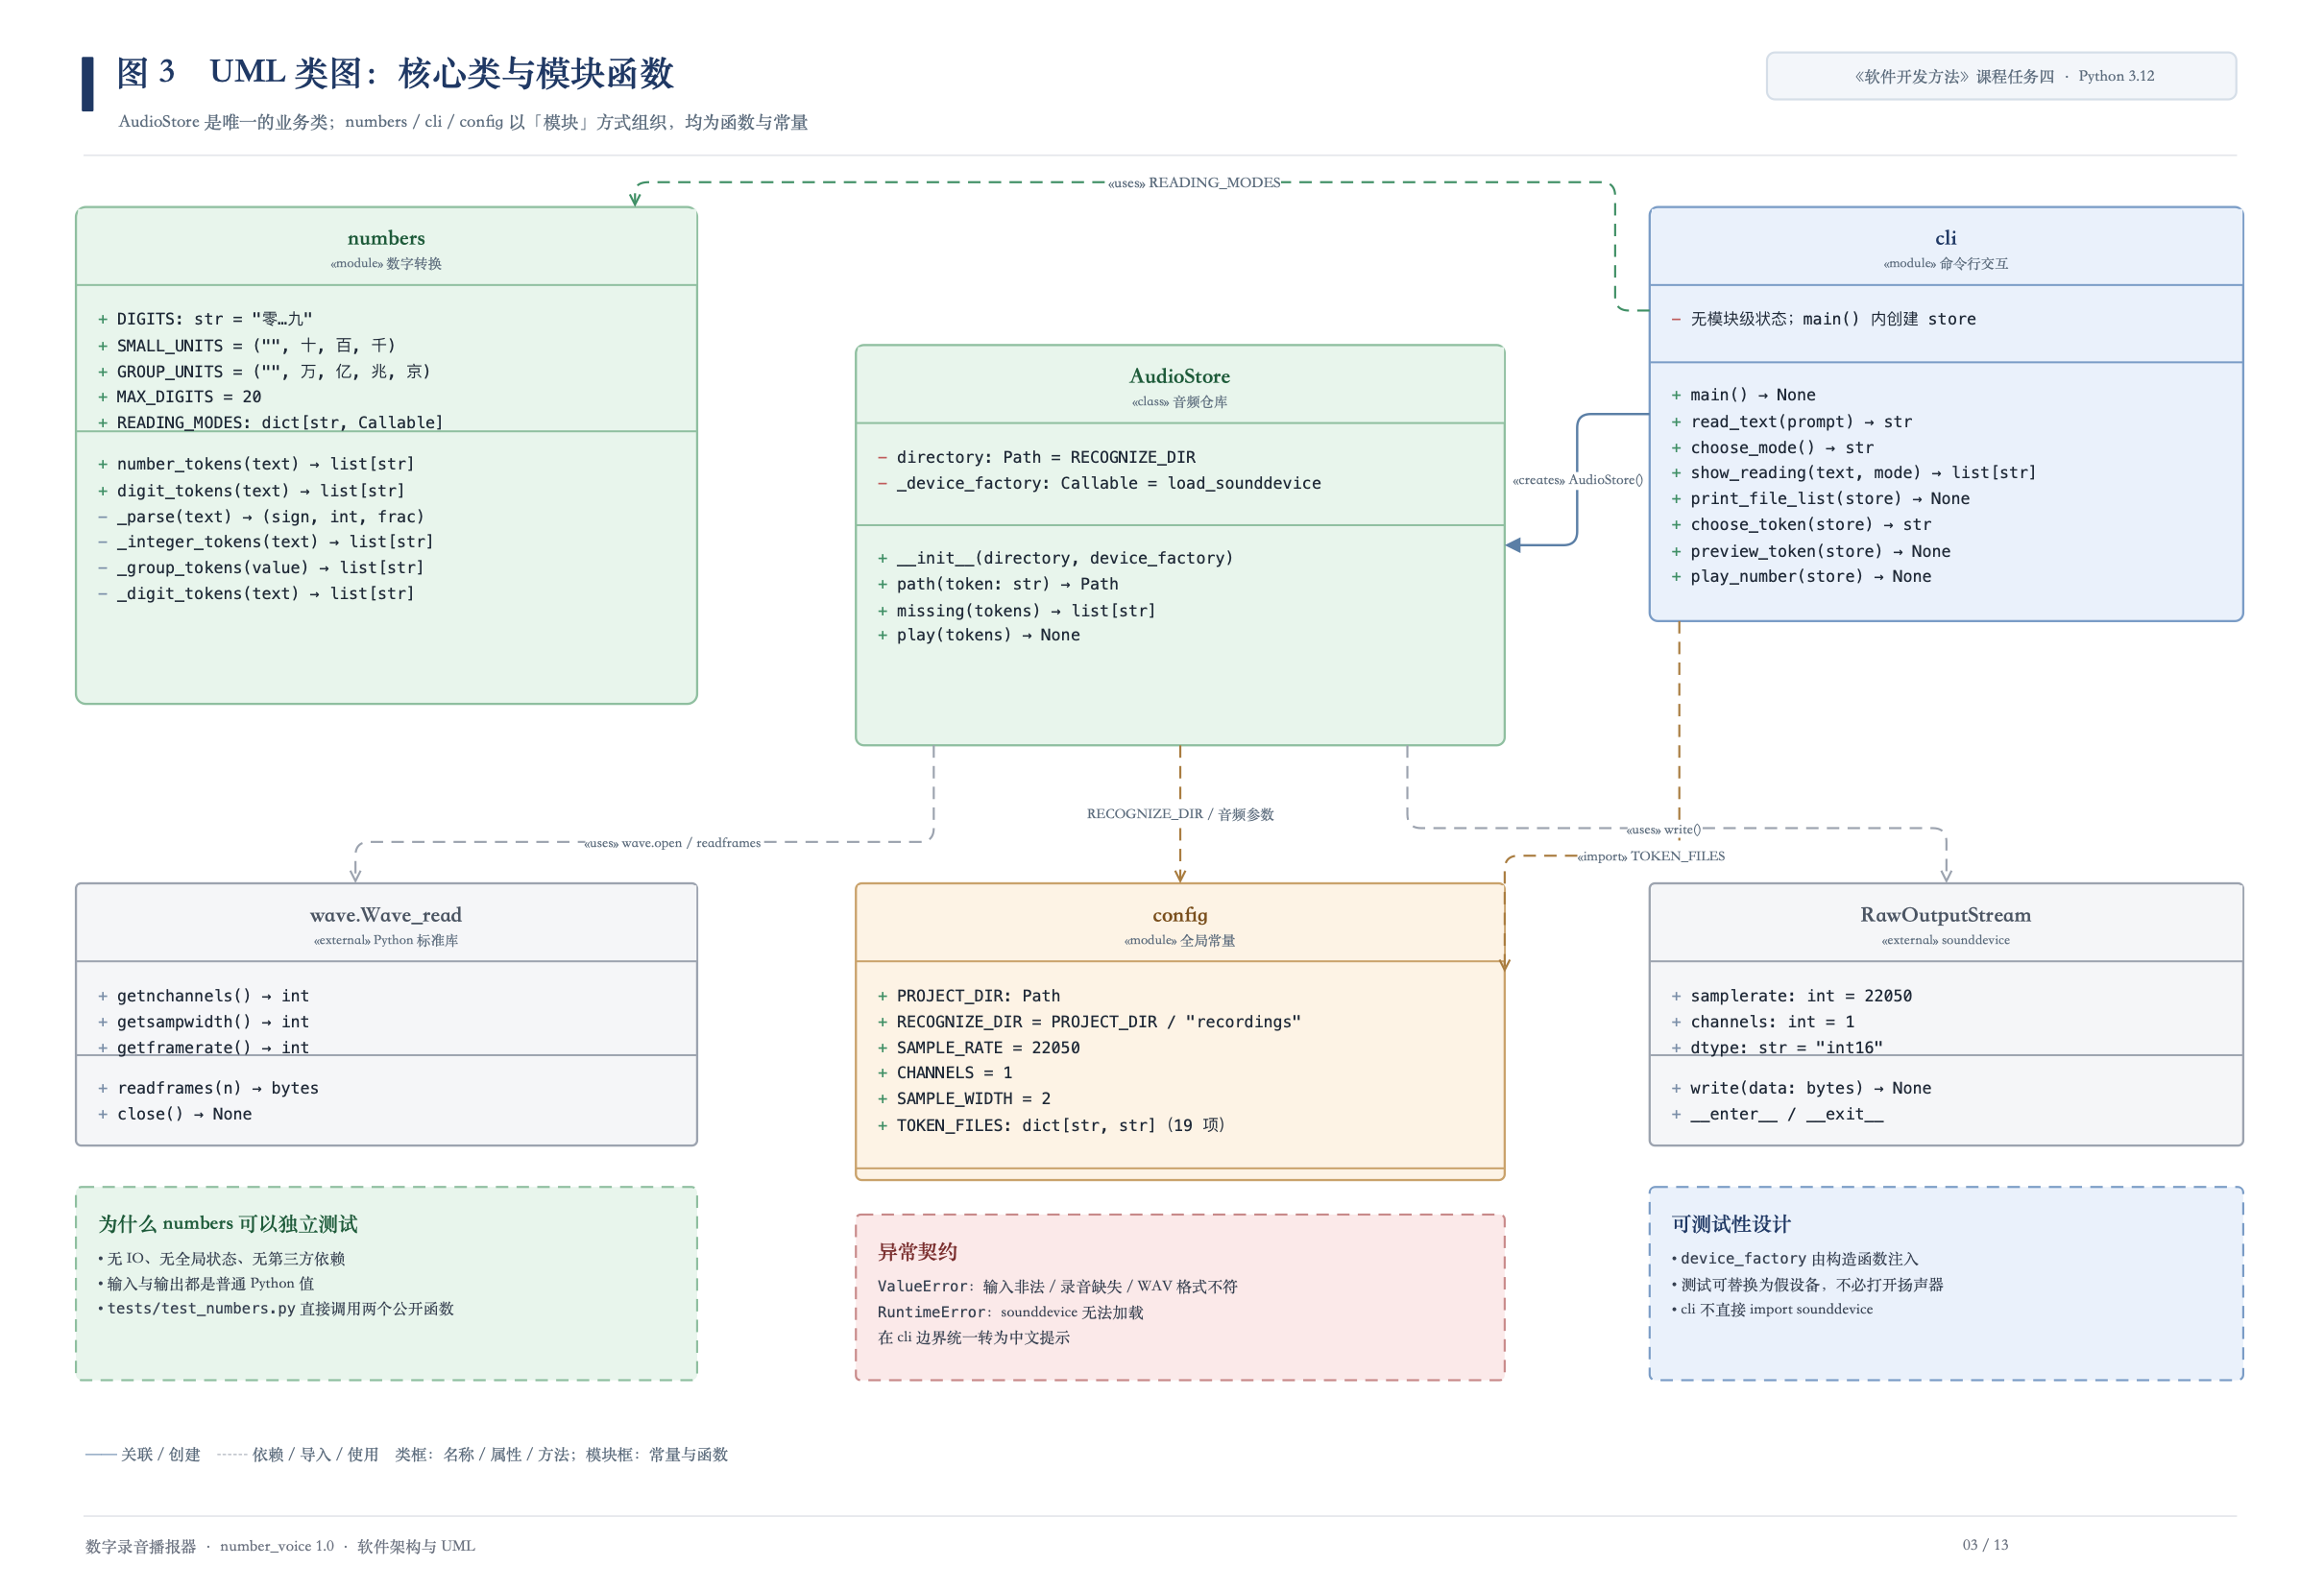 图 3 UML 类图：核心类与模块函数
《软件开发方法》课程任务四 · Python 3.12
AudioStore 是唯一的业务类；numbers / cli / config 以「模块」方式组织，均为函数与常量
«uses» READING_MODES
numbers
«module» 数字转换
+ DIGITS: str = "零…九"
+ SMALL_UNITS = ("", 十, 百, 千)
+ GROUP_UNITS = ("", 万, 亿, 兆, 京)
+ MAX_DIGITS = 20
+ READING_MODES: dict[str, Callable]
+ number_tokens(text) → list[str]
+ digit_tokens(text) → list[str]
− _parse(text) → (sign, int, frac)
− _integer_tokens(text) → list[str]
− _group_tokens(value) → list[str]
− _digit_tokens(text) → list[str]
AudioStore
«class» 音频仓库
− directory: Path = RECOGNIZE_DIR
− _device_factory: Callable = load_sounddevice
+ __init__(directory, device_factory)
+ path(token: str) → Path
+ missing(tokens) → list[str]
+ play(tokens) → None
«creates» AudioStore()
cli
«module» 命令行交互
− 无模块级状态；main() 内创建 store
+ main() → None
+ read_text(prompt) → str
+ choose_mode() → str
+ show_reading(text, mode) → list[str]
+ print_file_list(store) → None
+ choose_token(store) → str
+ preview_token(store) → None
+ play_number(store) → None
«uses» wave.open / readframes
RECOGNIZE_DIR / 音频参数
«uses» write()
«import» TOKEN_FILES
wave.Wave_read
«external» Python 标准库
+ getnchannels() → int
+ getsampwidth() → int
+ getframerate() → int
+ readframes(n) → bytes
+ close() → None
config
«module» 全局常量
+ PROJECT_DIR: Path
+ RECOGNIZE_DIR = PROJECT_DIR / "recordings"
+ SAMPLE_RATE = 22050
+ CHANNELS = 1
+ SAMPLE_WIDTH = 2
+ TOKEN_FILES: dict[str, str]（19 项）
RawOutputStream
«external» sounddevice
+ samplerate: int = 22050
+ channels: int = 1
+ dtype: str = "int16"
+ write(data: bytes) → None
+ __enter__ / __exit__
为什么 numbers 可以独立测试
• 无 IO、无全局状态、无第三方依赖
• 输入与输出都是普通 Python 值
• tests/test_numbers.py 直接调用两个公开函数
异常契约
ValueError：输入非法 / 录音缺失 / WAV 格式不符
RuntimeError：sounddevice 无法加载
在 cli 边界统一转为中文提示
可测试性设计
• device_factory 由构造函数注入
• 测试可替换为假设备，不必打开扬声器
• cli 不直接 import sounddevice
关联 / 创建 依赖 / 导入 / 使用 类框：名称 / 属性 / 方法；模块框：常量与函数
数字录音播报器 · number_voice 1.0 · 软件架构与 UML
03 / 13